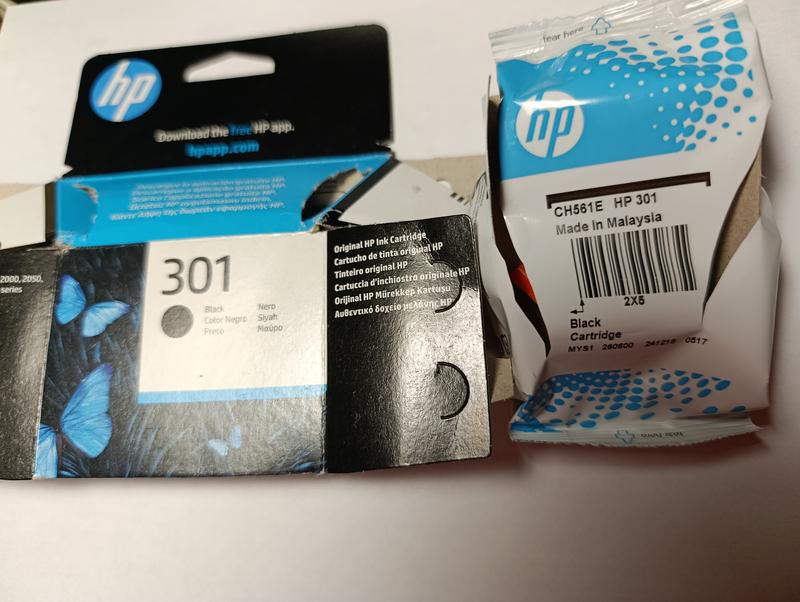 hp
Download the free HP app.
hpapp.com
2000, 2050,
series
301
Black
Color Negro
Preto
Nero
Siyah
Μαύρο
Original HP Ink Cartridge
Cartucho de tinta original HP
Tinteiro original HP
Cartuccia d'inchiostro originale HP
Orijinal HP Mürekkep Kartuşu
Αυθεντικό δοχείο μελάνης HP
tear here
hp
CH561E HP 301
Made in Malaysia
2X5
Black
Cartridge
MYS1 260600 241219 0517